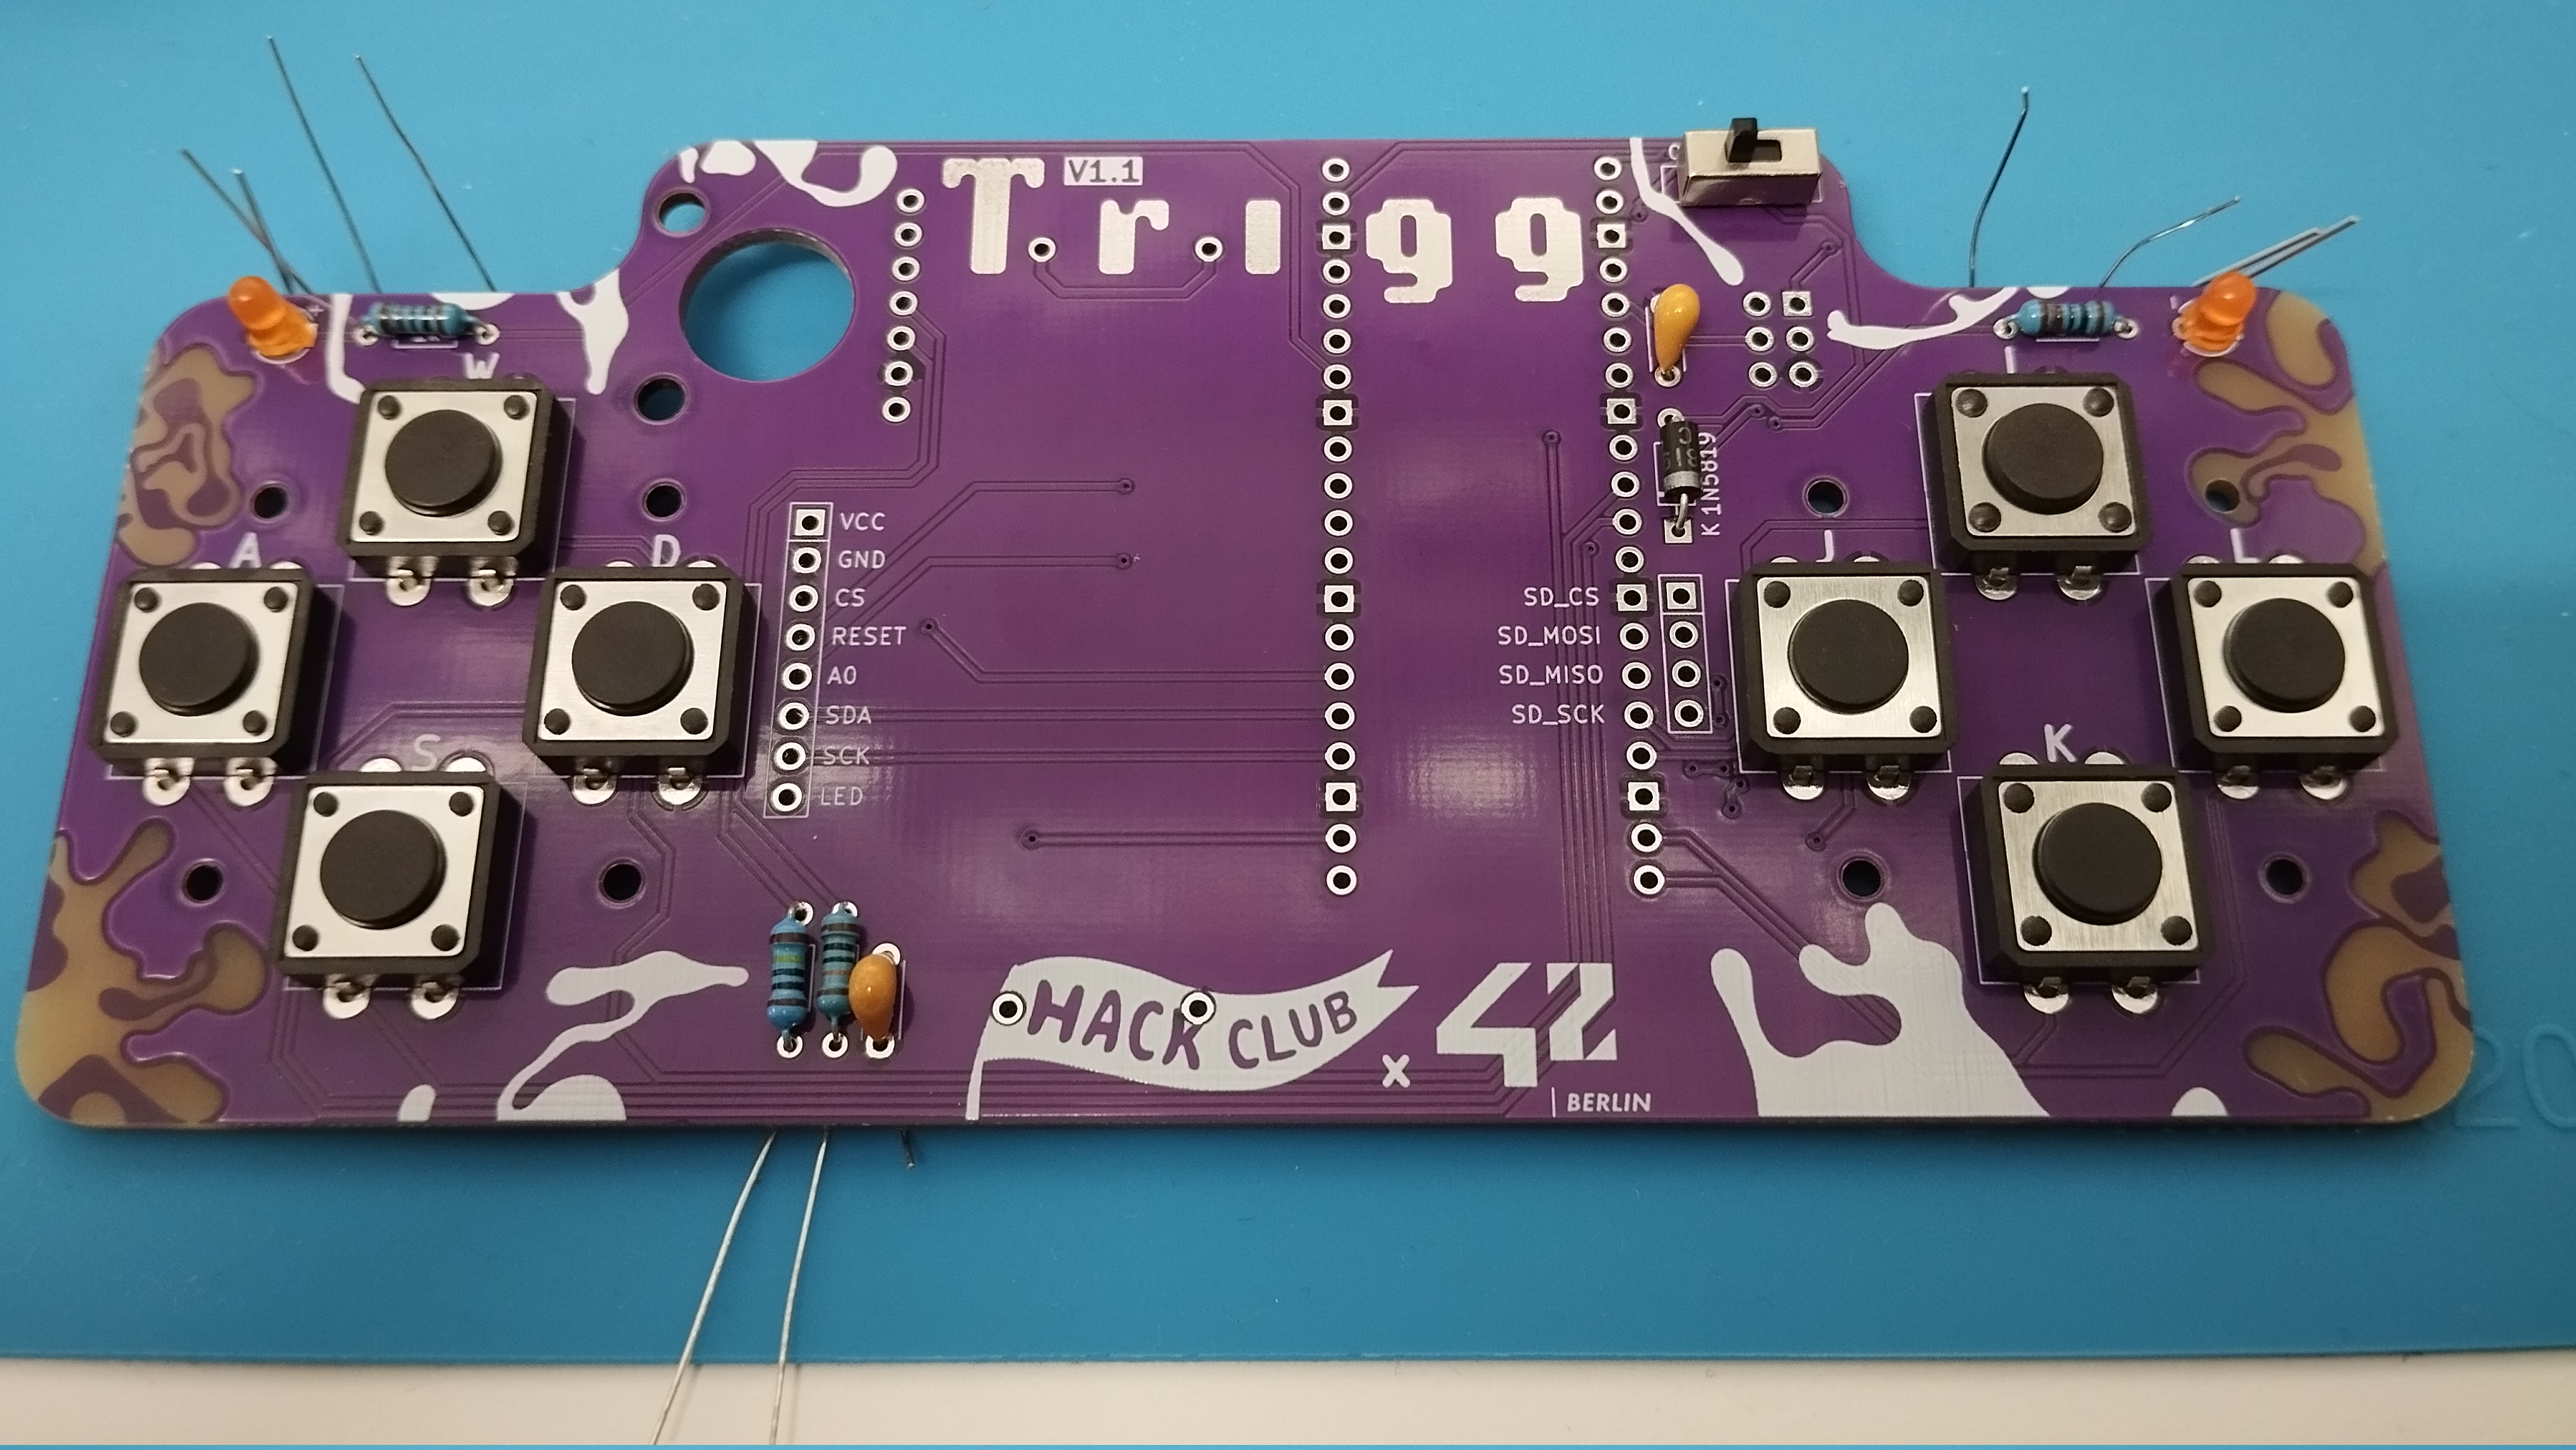 Trigg
V1.1
W
I
K 1N5819
VCC
A
D
J
L
GND
CS
SD_CS
RESET
SD_MOSI
A0
SD_MISO
SDA
SD_SCK
S
SCK
K
LED
HACK CLUB
x
42
BERLIN
20